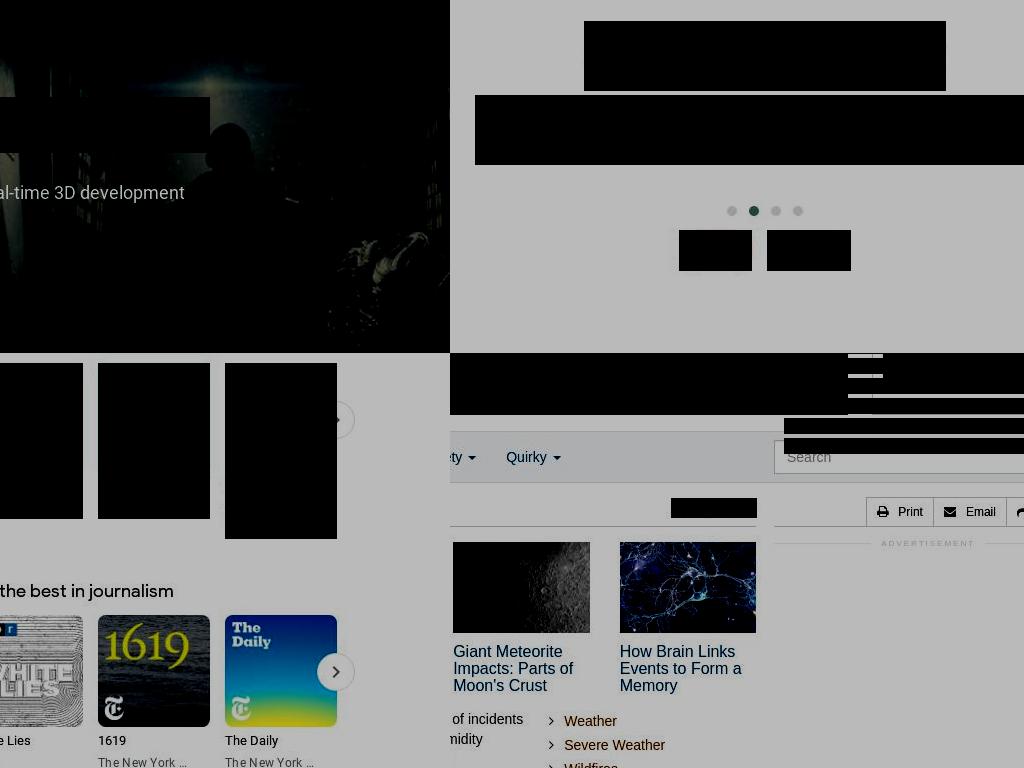 al-time 3D development
the best in journalism
r
WHITE
LIES
1619
The
Daily
e Lies
1619
The Daily
The New York ...
The New York ...
ety
Quirky
Search
Print
Email
ADVERTISEMENT
Giant Meteorite
Impacts: Parts of
Moon's Crust
How Brain Links
Events to Form a
Memory
of incidents
midity
Weather
Severe Weather
Wildfires